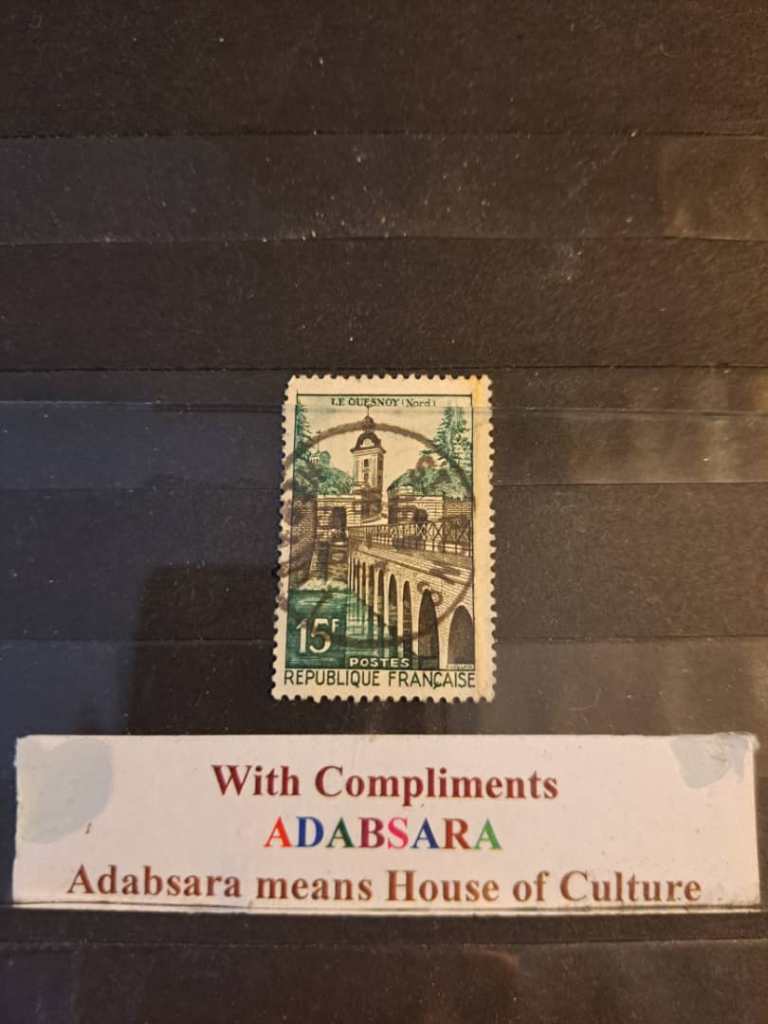 LE QUESNOY (Nord)
15F
POSTES
REPUBLIQUE FRANÇAISE
With Compliments
ADABSARA
Adabsara means House of Culture